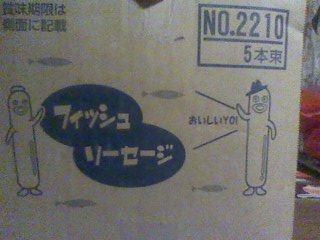 賞味期限は
側面に記載
NO.2210
5本束
フィッシュ
ソーセージ
おいしいYO!